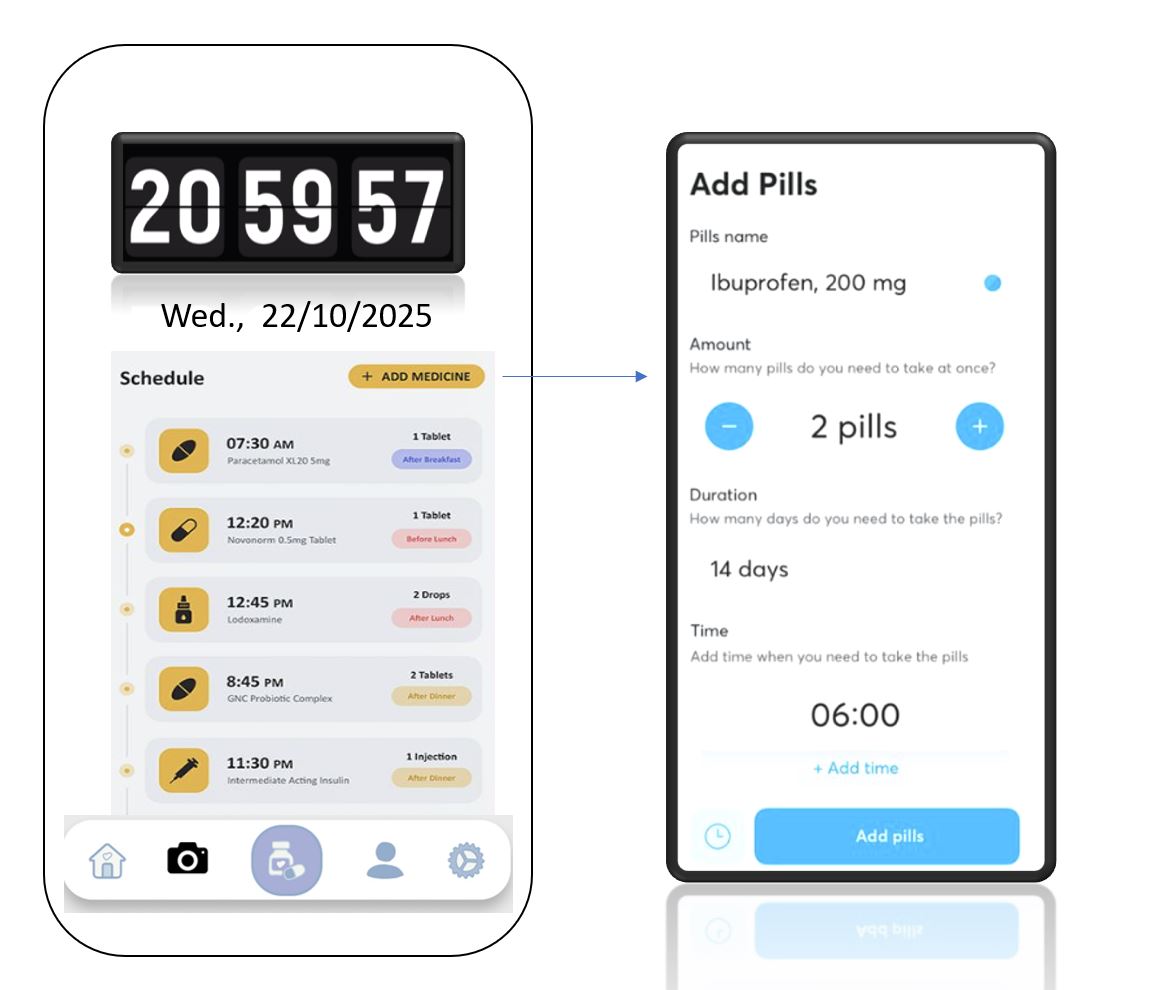 20 59 57
Wed., 22/10/2025
Schedule
+ ADD MEDICINE
07:30 AM
Paracetamol XL20 5mg
1 Tablet
After Breakfast
12:20 PM
Novonorm 0.5mg Tablet
1 Tablet
Before Lunch
12:45 PM
Lodoxamine
2 Drops
After Lunch
8:45 PM
GNC Probiotic Complex
2 Tablets
After Dinner
11:30 PM
Intermediate Acting Insulin
1 Injection
After Dinner
Add Pills
Pills name
Ibuprofen, 200 mg
Amount
How many pills do you need to take at once?
− 2 pills +
Duration
How many days do you need to take the pills?
14 days
Time
Add time when you need to take the pills
06:00
+ Add time
Add pills